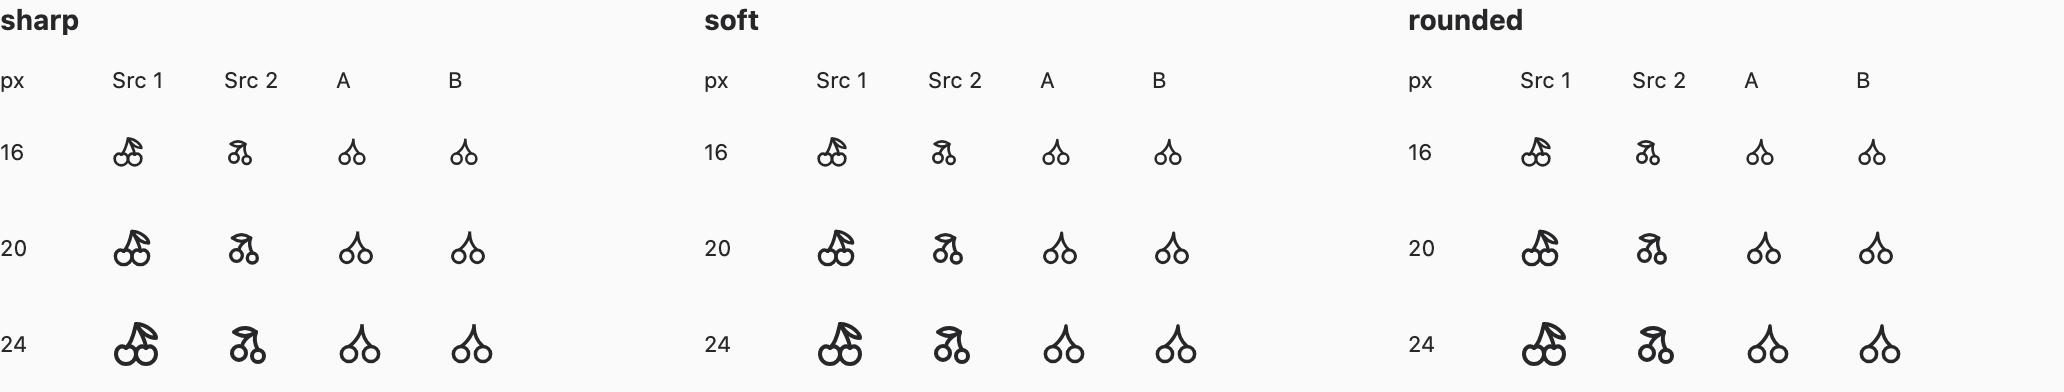 sharp soft rounded
px Src 1 Src 2 A B px Src 1 Src 2 A B px Src 1 Src 2 A B
16 16 16
20 20 20
24 24 24